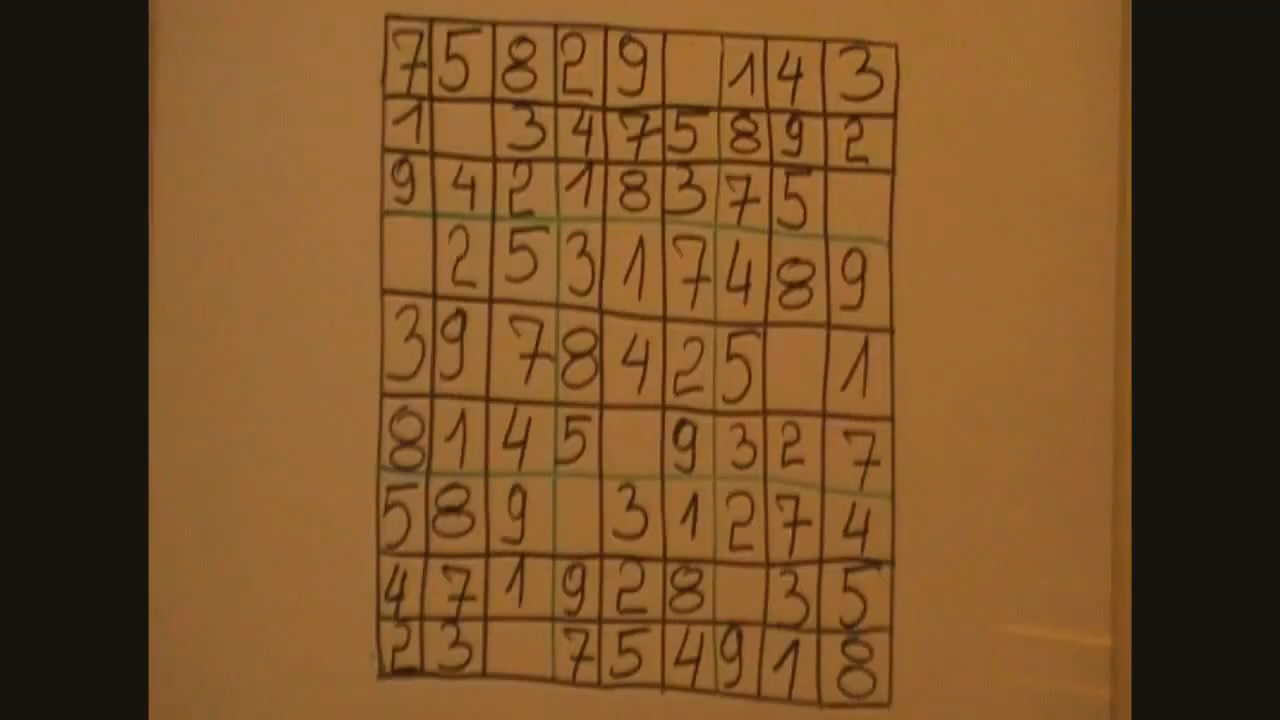 7 5 8 2 9 1 4 3
1 3 4 7 5 8 9 2
9 4 2 1 8 3 7 5
2 5 3 1 7 4 8 9
3 9 7 8 4 2 5 1
8 1 4 5 9 3 2 7
5 8 9 3 1 2 7 4
4 7 1 9 2 8 3 5
2 3 7 5 4 9 1 8